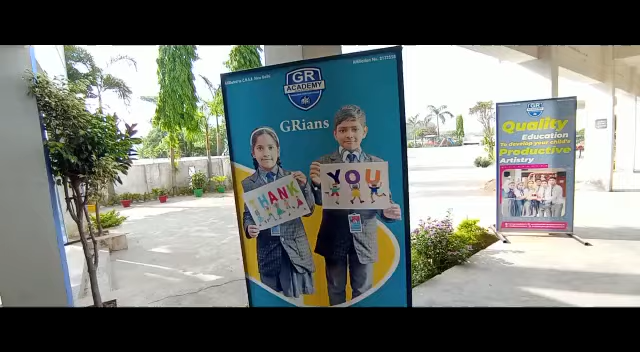 GR
ACADEMY
GRians
THANK
YOU
GR
Quality
Education
To develop your child's
Productive
Artistry